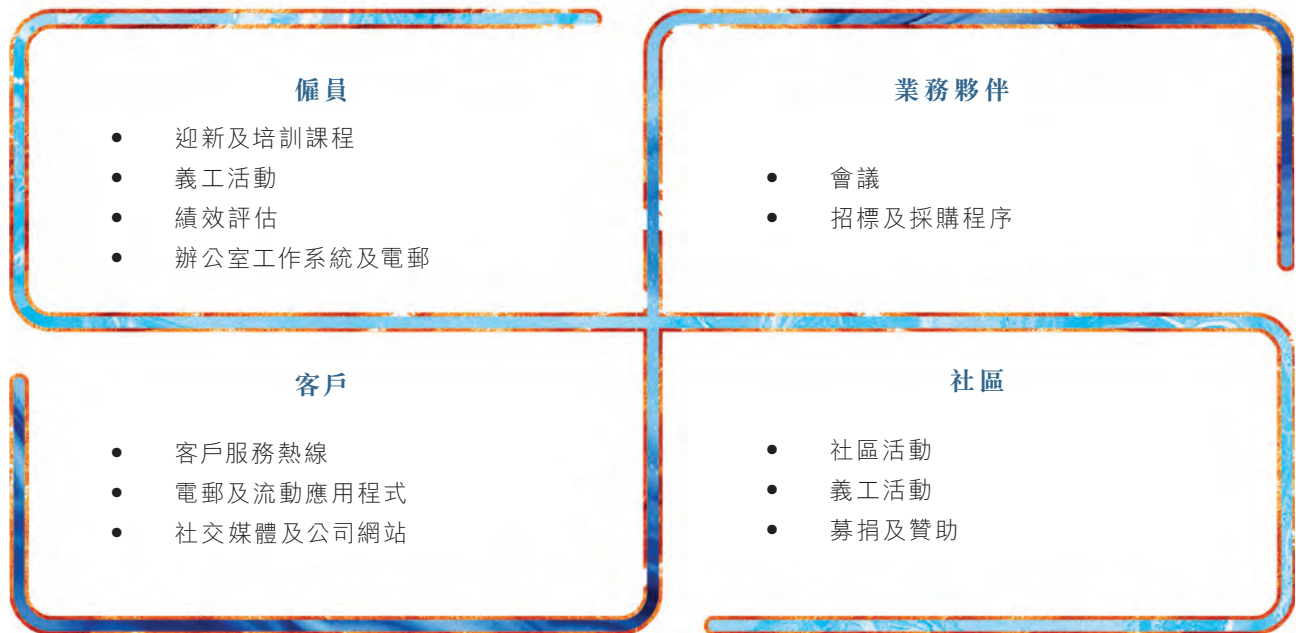 僱員
• 迎新及培訓課程
• 義工活動
• 績效評估
• 辦公室工作系統及電郵
業務夥伴
• 會議
• 招標及採購程序
客戶
• 客戶服務熱線
• 電郵及流動應用程式
• 社交媒體及公司網站
社區
• 社區活動
• 義工活動
• 募捐及贊助